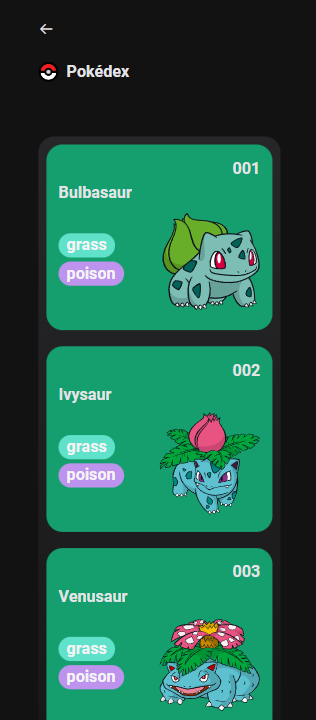 Pokédex
001
Bulbasaur
grass
poison
002
Ivysaur
grass
poison
003
Venusaur
grass
poison